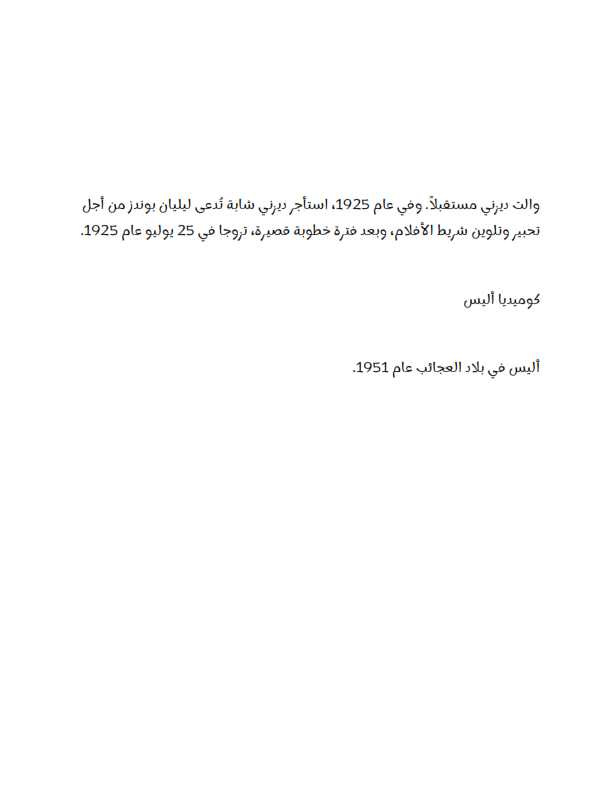 والت ديزني مستقبلاً. وفي عام 1925، استأجر ديزني شابة تُدعى ليليان بوندز من أجل
تحبير وتلوين شريط الأفلام، وبعد فترة خطوبة قصيرة، تزوجا في 25 يوليو عام 1925.
كوميديا أليس
أليس في بلاد العجائب عام 1951.